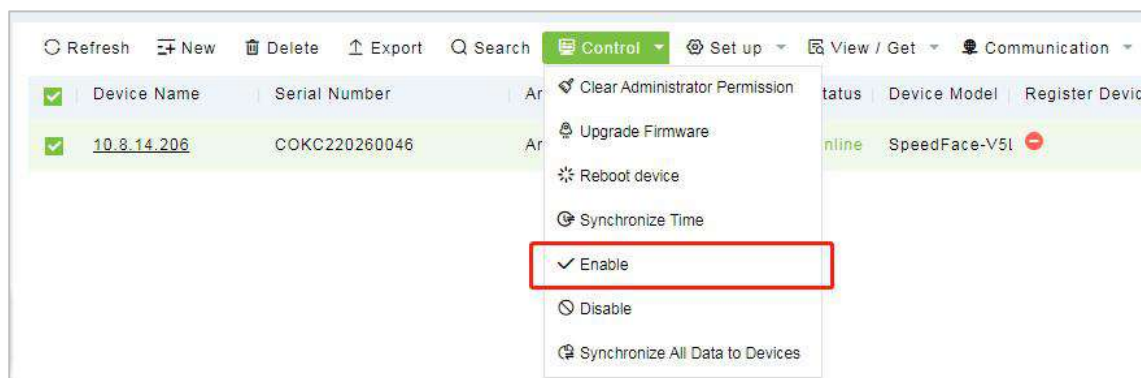 Refresh New Delete Export Search Control Set up View / Get Communication
Device Name Serial Number Ar tatus Device Model Register Devic
10.8.14.206 COKC220260046 Ar nline SpeedFace-V5L
Clear Administrator Permission
Upgrade Firmware
Reboot device
Synchronize Time
Enable
Disable
Synchronize All Data to Devices